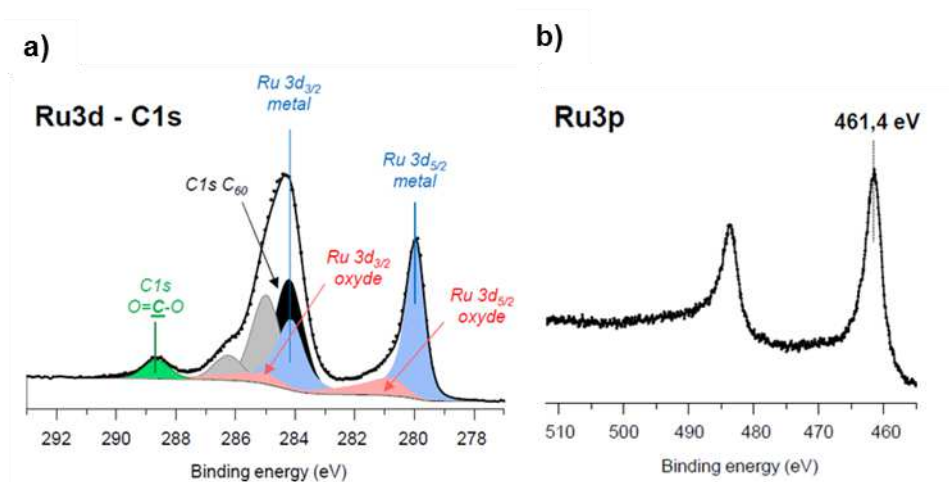 a)
Ru3d - C1s
Ru 3d3/2
metal
C1s C60
Ru 3d5/2
metal
Ru 3d3/2
oxyde
Ru 3d5/2
oxyde
C1s
O=C-O
292 290 288 286 284 282 280 278
Binding energy (eV)
b)
Ru3p
461,4 eV
510 500 490 480 470 460
Binding energy (eV)